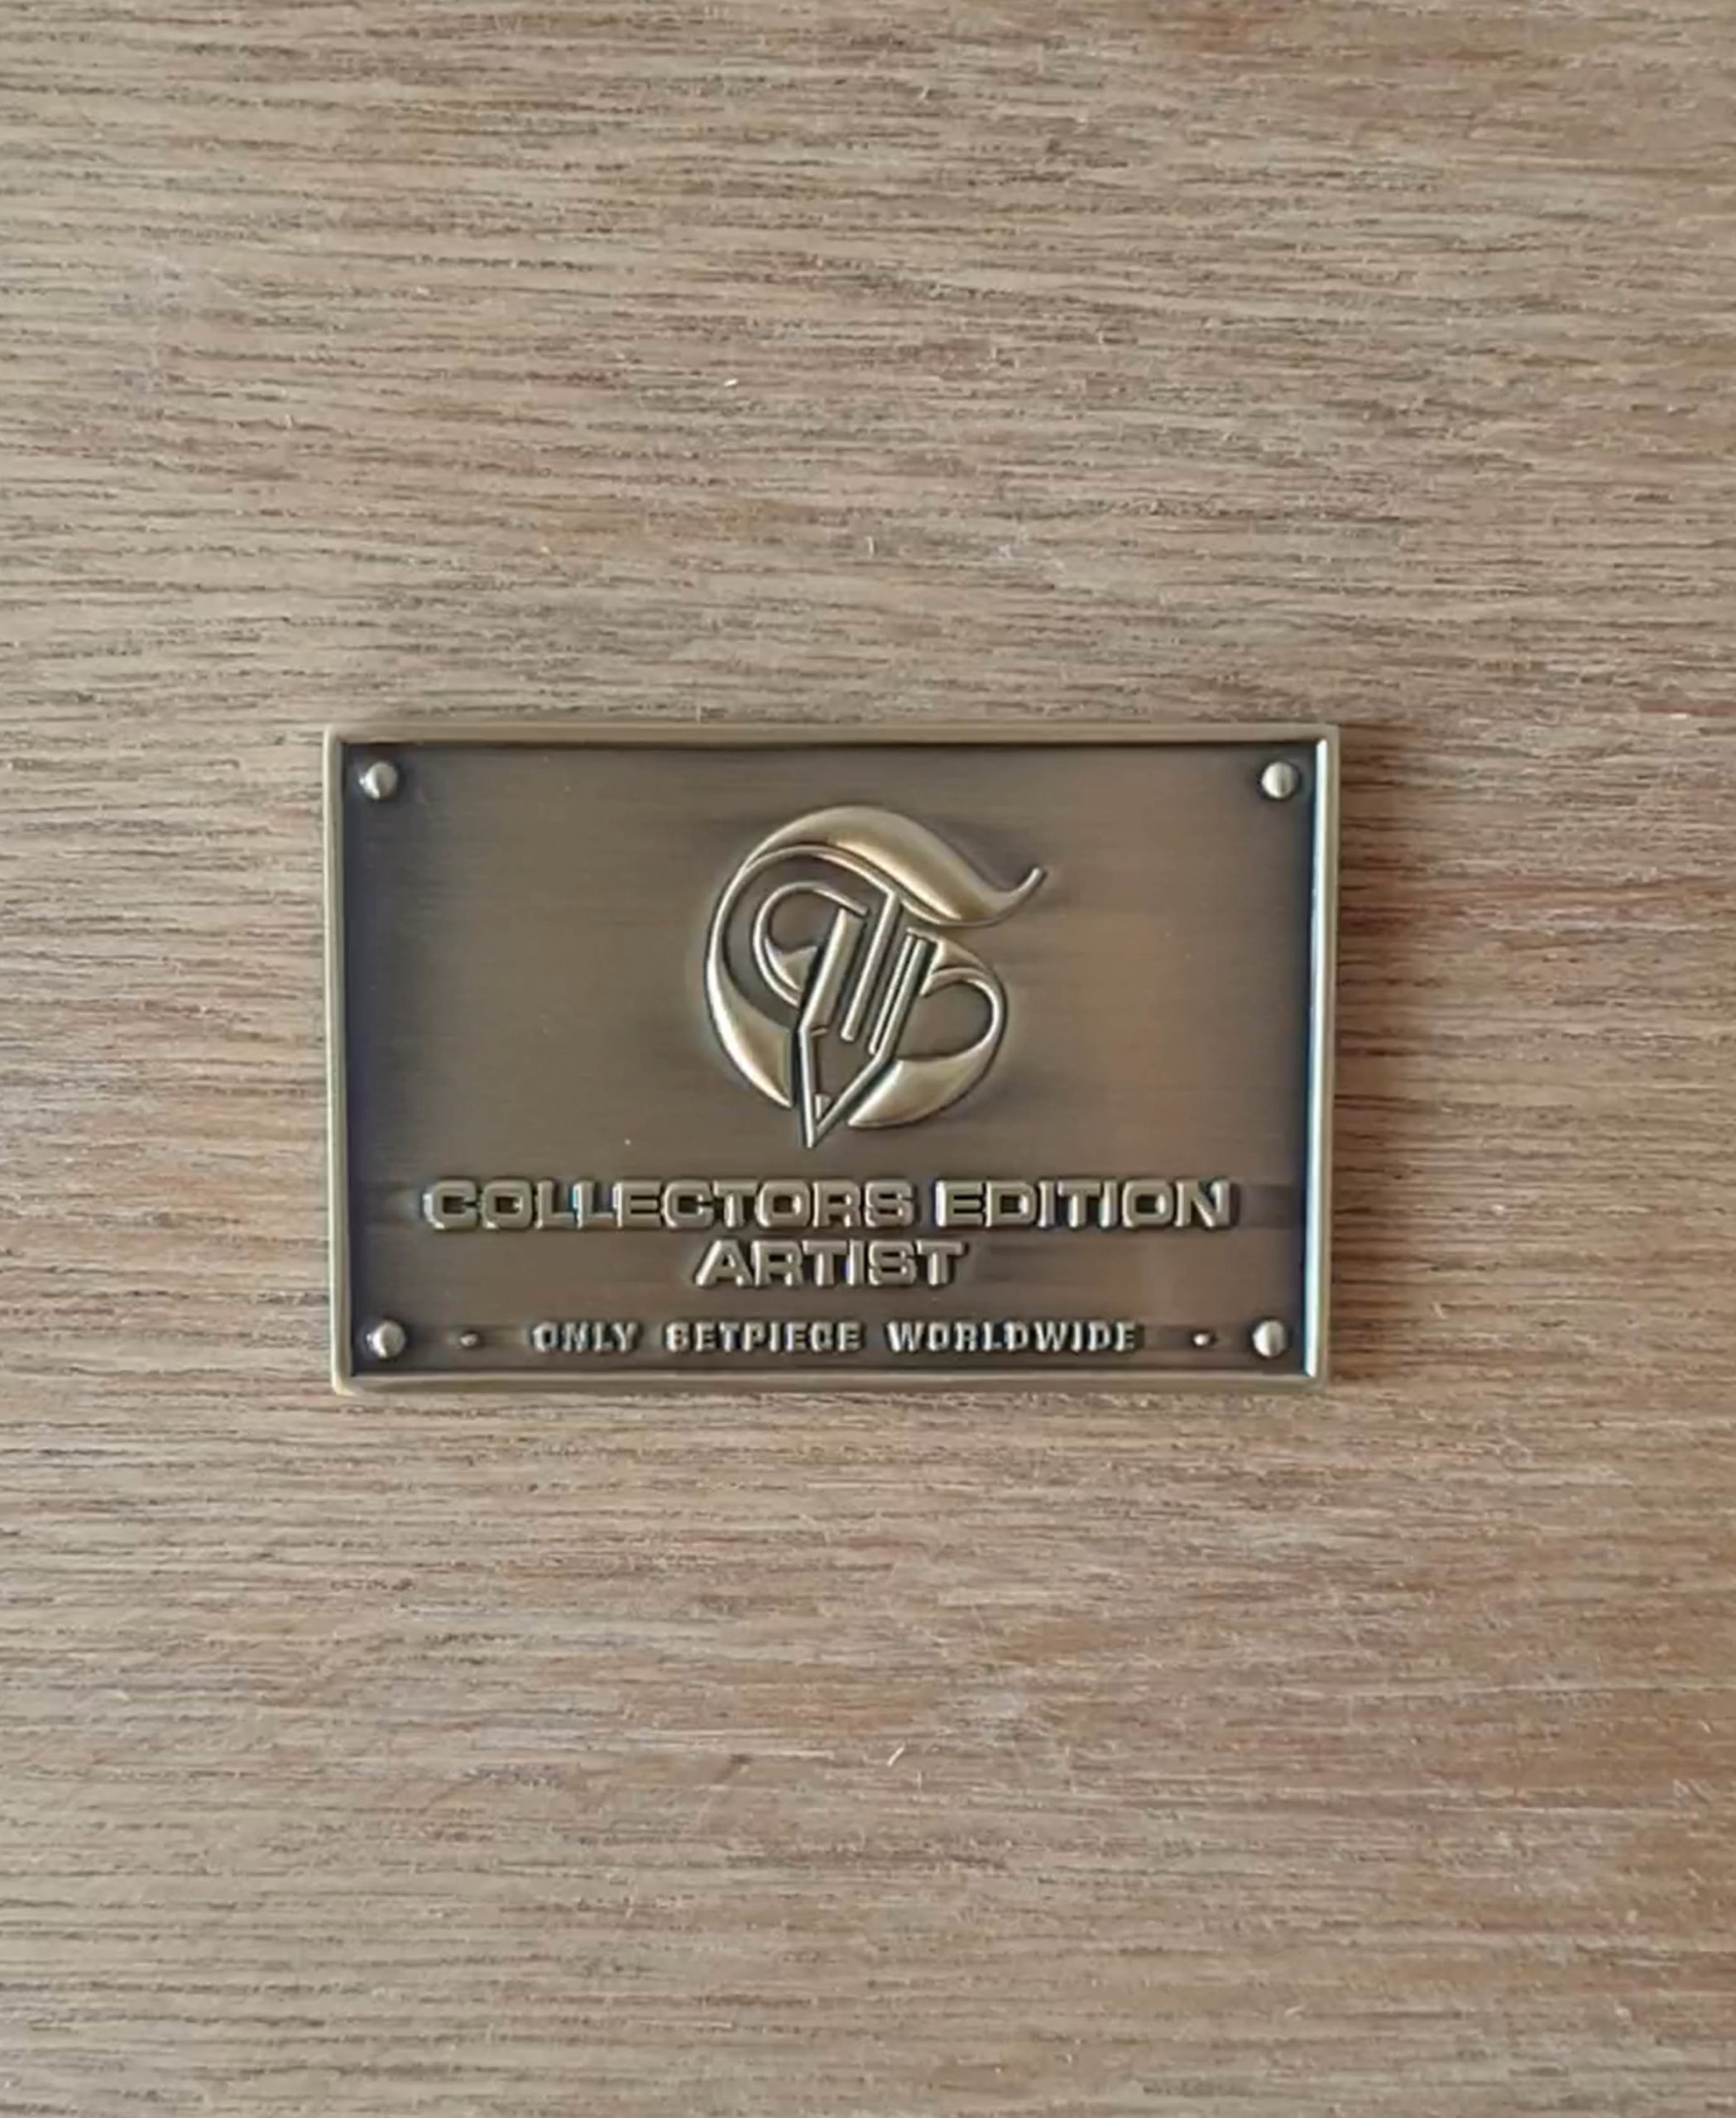 COLLECTORS EDITION
ARTIST
· ONLY SETPIECE WORLDWIDE ·